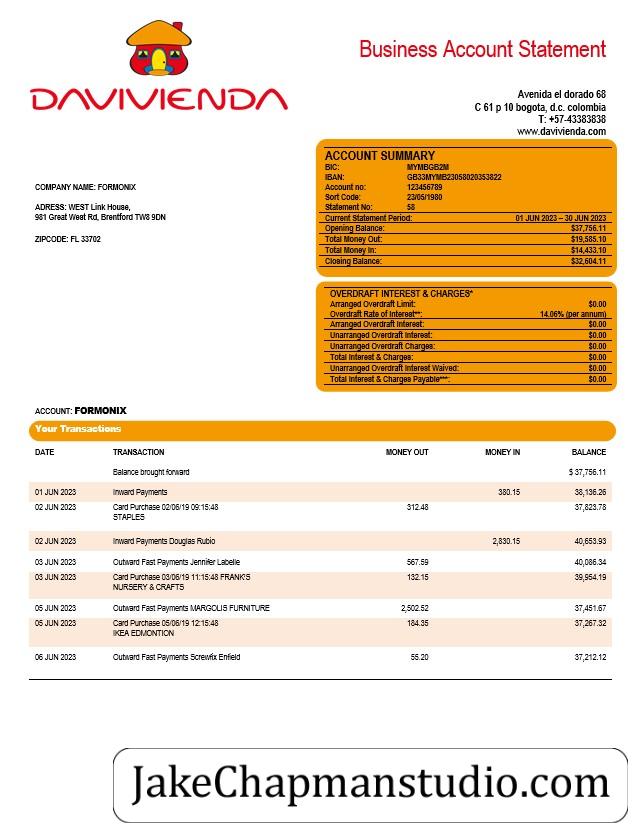 Business Account Statement
DAVIVIENDA
Avenida el dorado 68
C 61 p 10 bogota, d.c. colombia
T: +57-43383838
www.davivienda.com
ACCOUNT SUMMARY
BIC: MYMBGB2M
IBAN: GB33MYMB23058020353822
Account no: 123456789
Sort Code: 23/05/1980
Statement No: 58
Current Statement Period: 01 JUN 2023 – 30 JUN 2023
Opening Balance: $37,756.11
Total Money Out: $19,585.10
Total Money In: $14,433.10
Closing Balance: $32,604.11
COMPANY NAME: FORMONIX
ADRESS: WEST Link House,
981 Great West Rd, Brentford TW8 9DN
ZIPCODE: FL 33702
OVERDRAFT INTEREST & CHARGES*
Arranged Overdraft Limit: $0.00
Overdraft Rate of Interest**: 14.06% (per annum)
Arranged Overdraft Interest: $0.00
Unarranged Overdraft Interest: $0.00
Unarranged Overdraft Charges: $0.00
Total Interest & Charges: $0.00
Unarranged Overdraft Interest Waived: $0.00
Total Interest & Charges Payable***: $0.00
ACCOUNT: FORMONIX
Your Transactions
DATE TRANSACTION MONEY OUT MONEY IN BALANCE
Balance brought forward $ 37,756.11
01 JUN 2023 Inward Payments 380.15 38,136.26
02 JUN 2023 Card Purchase 02/06/19 09:15:48 312.48 37,823.78
STAPLES
02 JUN 2023 Inward Payments Douglas Rubio 2,830.15 40,653.93
03 JUN 2023 Outward Fast Payments Jennifer Labelle 567.59 40,086.34
03 JUN 2023 Card Purchase 03/06/19 11:15:48 FRANK'S 132.15 39,954.19
NURSERY & CRAFTS
05 JUN 2023 Outward Fast Payments MARGOLIS FURNITURE 2,502.52 37,451.67
05 JUN 2023 Card Purchase 05/06/19 12:15:48 184.35 37,267.32
IKEA EDMONTION
06 JUN 2023 Outward Fast Payments Screwfix Enfield 55.20 37,212.12
JakeChapmanstudio.com